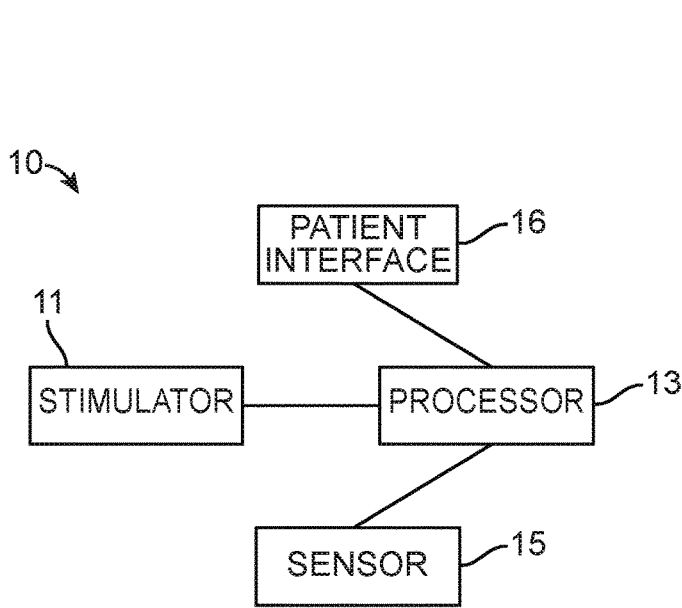 10
PATIENT
INTERFACE
16
11
STIMULATOR
PROCESSOR
13
SENSOR
15